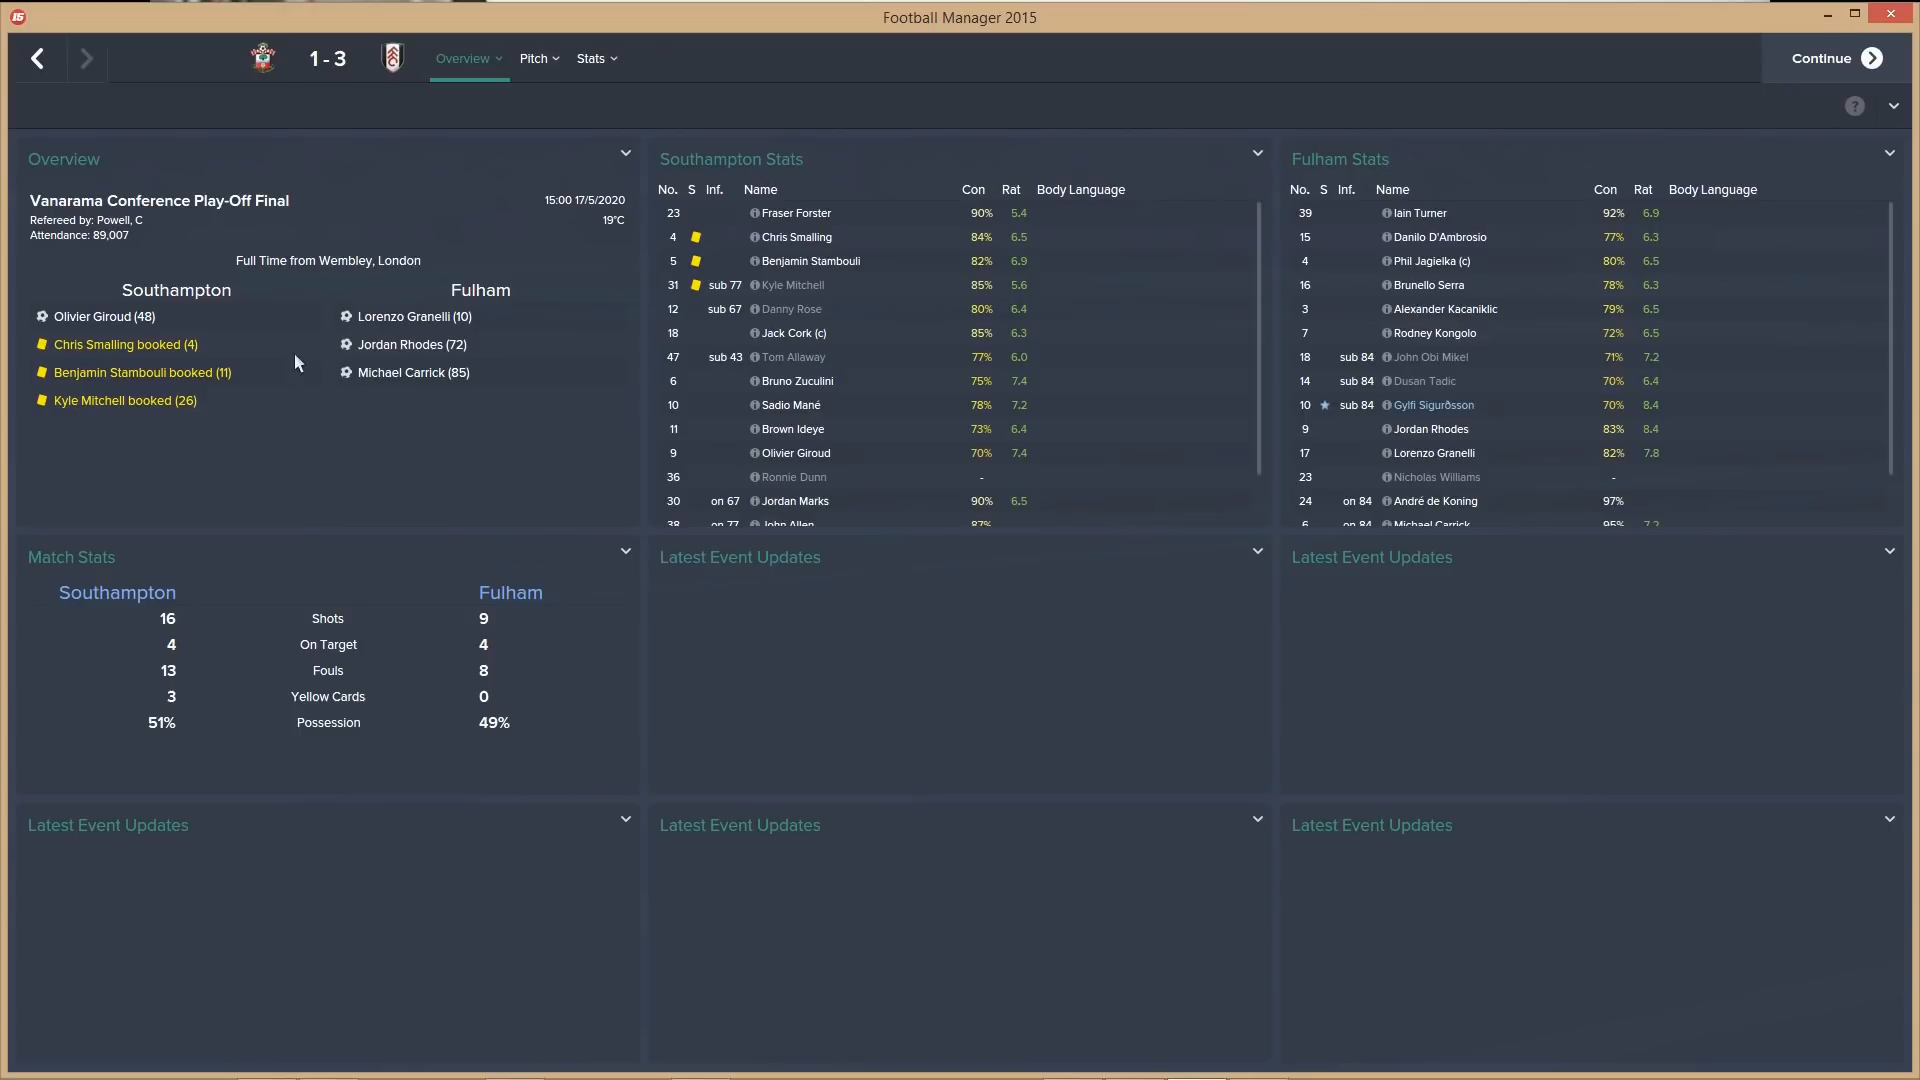 Football Manager 2015
1 - 3
Overview
Pitch
Stats
Continue
?
Overview
Vanarama Conference Play-Off Final
15:00 17/5/2020
Refereed by: Powell, C
19°C
Attendance: 89,007
Full Time from Wembley, London
Southampton Fulham
Olivier Giroud (48) Lorenzo Granelli (10)
Chris Smalling booked (4) Jordan Rhodes (72)
Benjamin Stambouli booked (11) Michael Carrick (85)
Kyle Mitchell booked (26)
Southampton Stats
No. S Inf. Name Con Rat Body Language
23 Fraser Forster 90% 5.4
4 Chris Smalling 84% 6.5
5 Benjamin Stambouli 82% 6.9
31 sub 77 Kyle Mitchell 85% 5.6
12 sub 67 Danny Rose 80% 6.4
18 Jack Cork (c) 85% 6.3
47 sub 43 Tom Allaway 77% 6.0
6 Bruno Zuculini 75% 7.4
10 Sadio Mané 78% 7.2
11 Brown Ideye 73% 6.4
9 Olivier Giroud 70% 7.4
36 Ronnie Dunn -
30 on 67 Jordan Marks 90% 6.5
38 on 77 John Allen 87%
Fulham Stats
No. S Inf. Name Con Rat Body Language
39 Iain Turner 92% 6.9
15 Danilo D'Ambrosio 77% 6.3
4 Phil Jagielka (c) 80% 6.5
16 Brunello Serra 78% 6.3
3 Alexander Kacaniklic 79% 6.5
7 Rodney Kongolo 72% 6.5
18 sub 84 John Obi Mikel 71% 7.2
14 sub 84 Dusan Tadic 70% 6.4
10 sub 84 Gylfi Sigurðsson 70% 8.4
9 Jordan Rhodes 83% 8.4
17 Lorenzo Granelli 82% 7.8
23 Nicholas Williams -
24 on 84 André de Koning 97%
6 on 84 Michael Carrick 95% 7.2
Match Stats
Southampton Fulham
16 Shots 9
4 On Target 4
13 Fouls 8
3 Yellow Cards 0
51% Possession 49%
Latest Event Updates
Latest Event Updates
Latest Event Updates
Latest Event Updates
Latest Event Updates